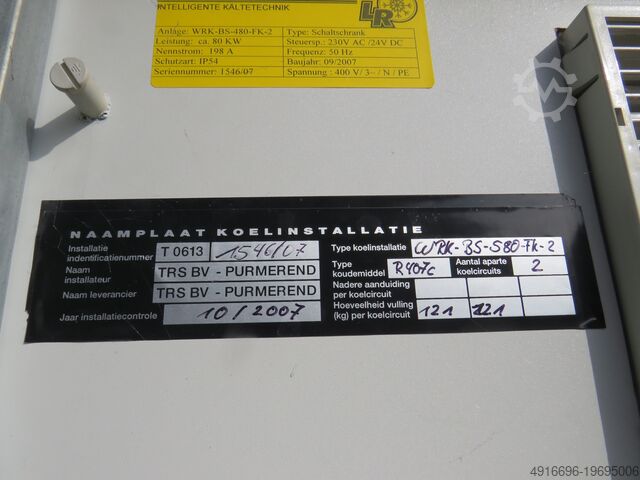 INTELLIGENTE KÄLTETECHNIK
LR
Anlage: WRK-BS-480-FK-2 Type: Schaltschrank
Leistung: ca. 80 KW Steuersp.: 230V AC /24V DC
Nennstrom: 198 A Frequenz: 50 Hz
Schutzart: IP54 Baujahr: 09/2007
Seriennummer: 1546/07 Spannung : 400 V/ 3~ / N / PE
NAAMPLAAT KOELINSTALLATIE
Installatie indentificatienummer T 0613 1546/07
Naam installateur TRS BV - PURMEREND
Naam leverancier TRS BV - PURMEREND
Jaar installatiecontrole 10/2007
Type koelinstallatie WRK-BS-580-FK-2
Type koudemiddel R407c Aantal aparte koelcircuits 2
Nadere aanduiding per koelcircuit
Hoeveelheid vulling (kg) per koelcircuit 121 121
MACHINESEEKER
4916696-19695006